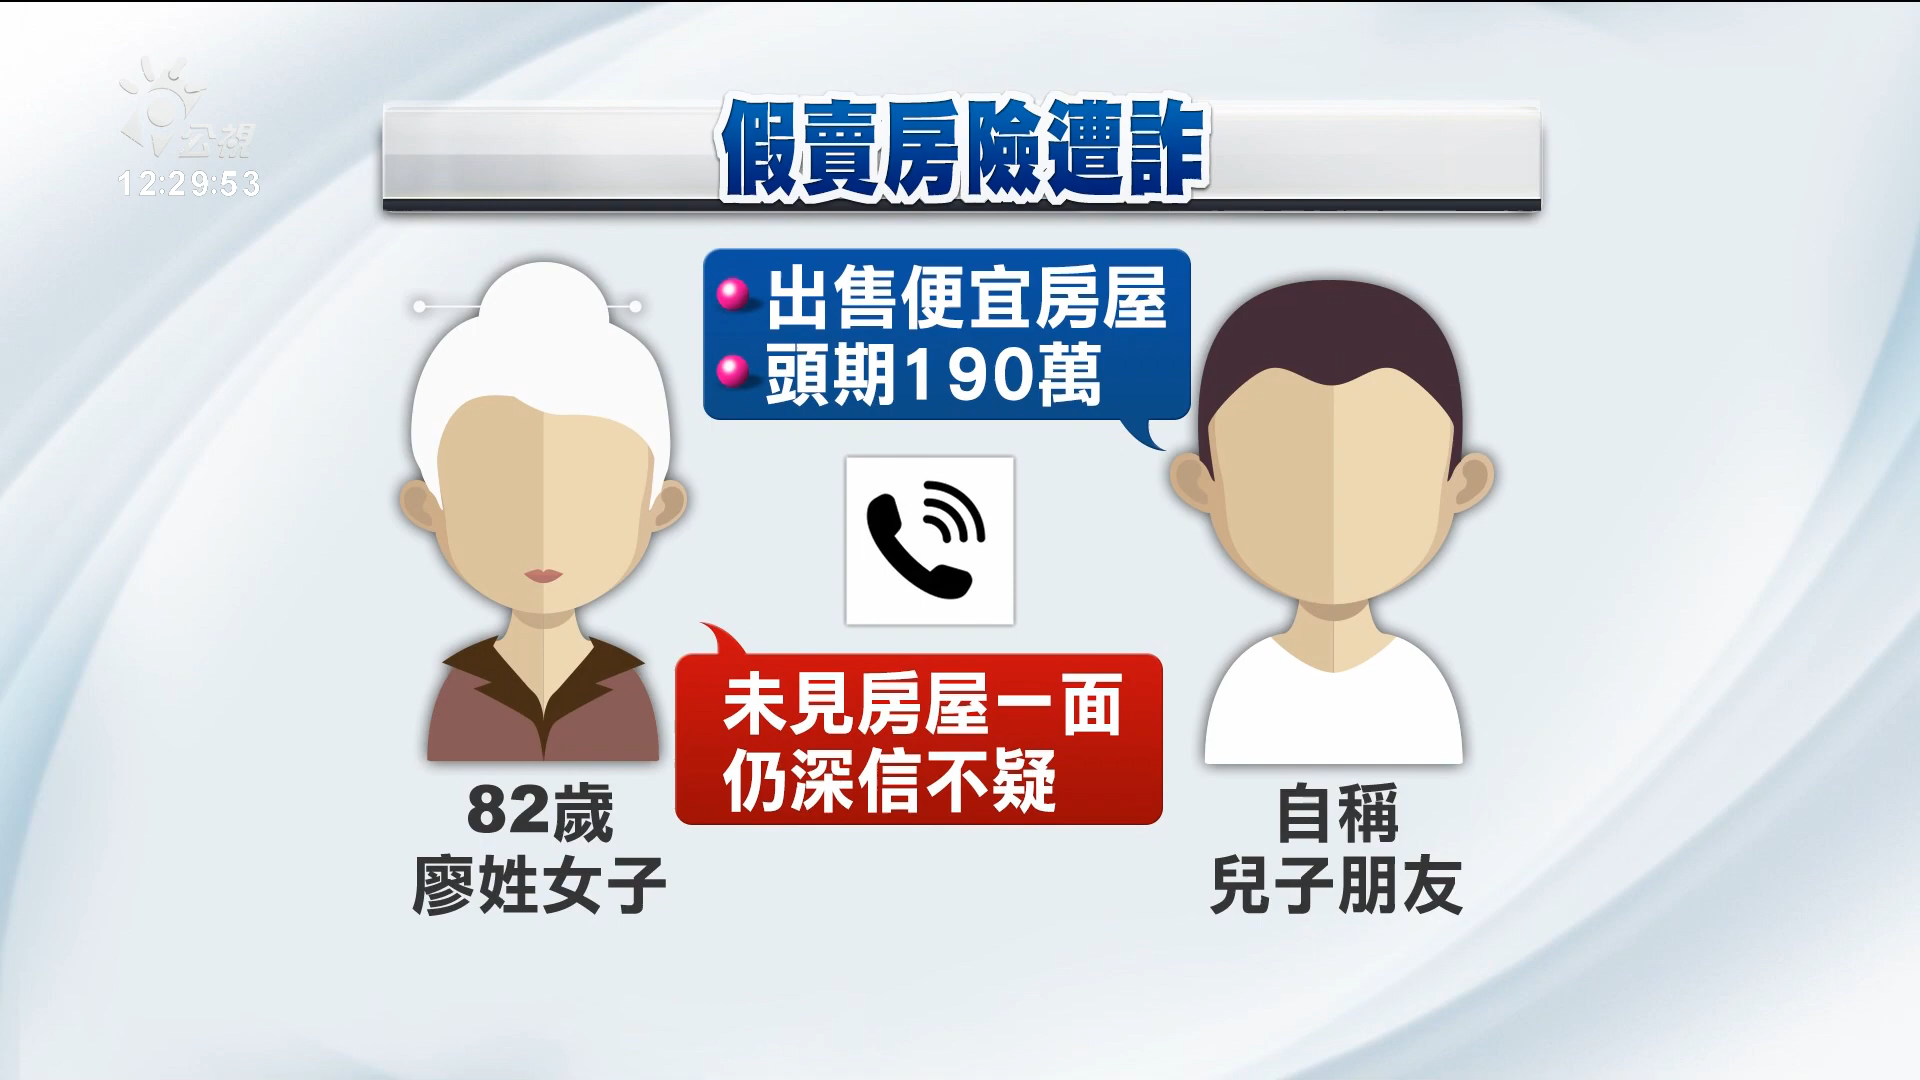 公視
12:29:53
假賣房險遭詐
出售便宜房屋
頭期190萬
未見房屋一面
仍深信不疑
82歲
廖姓女子
自稱
兒子朋友